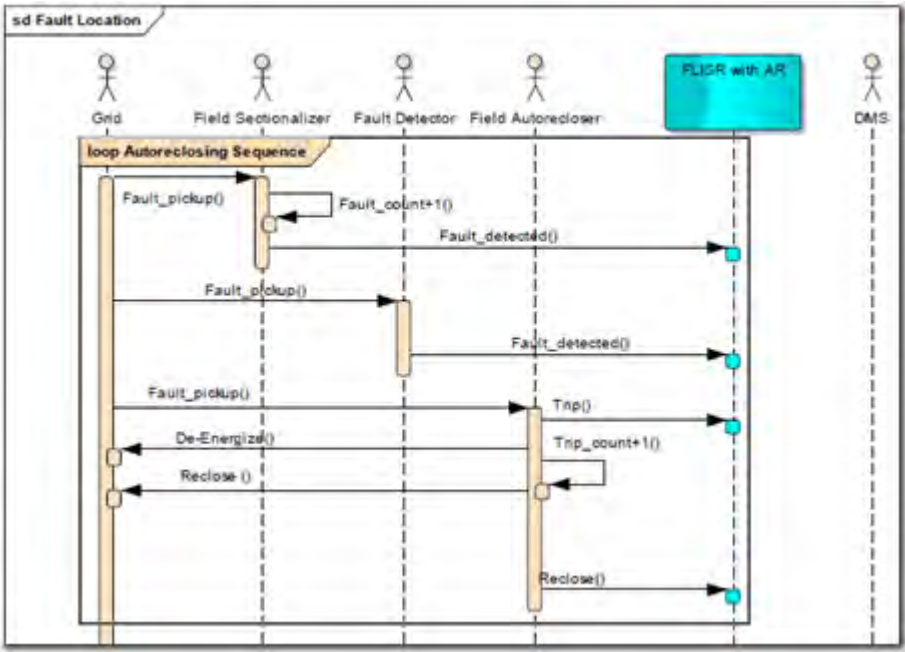 sd Fault Location
Grid
Field Sectionalizer
Fault Detector
Field Autorecloser
FLISR with AR
DMS
loop Autoreclosing Sequence
Fault_pickup()
Fault_count+1()
Fault_detected()
Fault_pickup()
Fault_detected()
Fault_pickup()
Trip()
De-Energize()
Trip_count+1()
Reclose ()
Reclose()